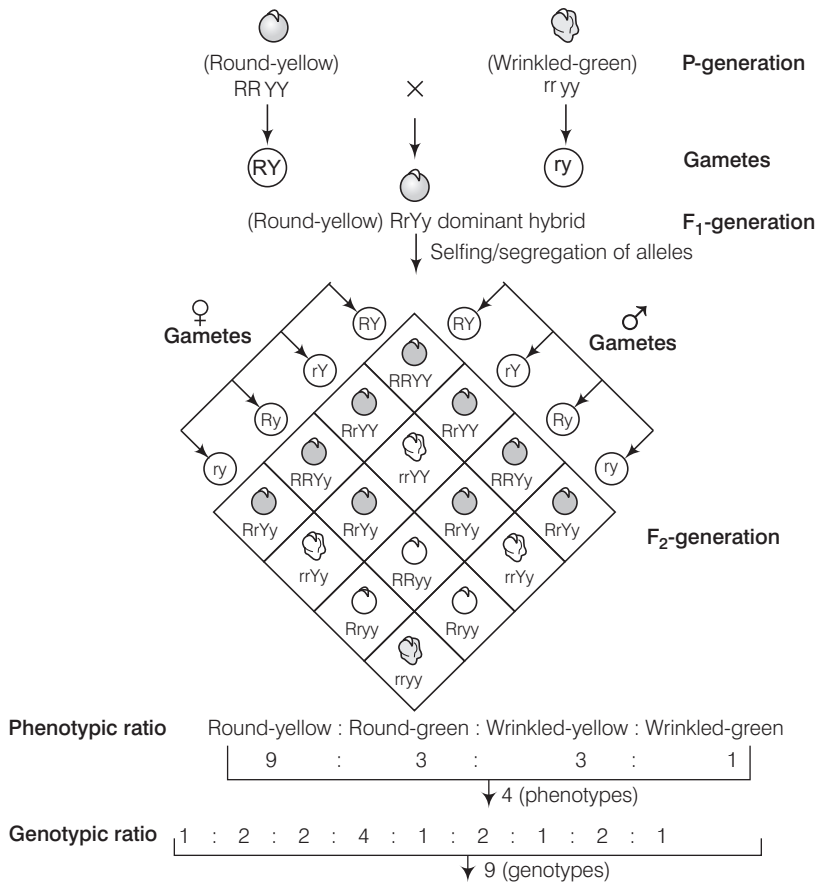 (Round-yellow) (Wrinkled-green) P-generation
RR YY × rr yy
RY ry Gametes
(Round-yellow) RrYy dominant hybrid F₁-generation
Selfing/segregation of alleles
♀ Gametes
♂ Gametes
RY RY
rY rY
Ry Ry
ry ry
RRYY
RrYY RrYY
RRYy rrYY RRYy
RrYy RrYy RrYy RrYy
rrYy RRyy rrYy
Rryy Rryy
rryy
F₂-generation
Phenotypic ratio Round-yellow : Round-green : Wrinkled-yellow : Wrinkled-green
9 : 3 : 3 : 1
4 (phenotypes)
Genotypic ratio 1 : 2 : 2 : 4 : 1 : 2 : 1 : 2 : 1
9 (genotypes)